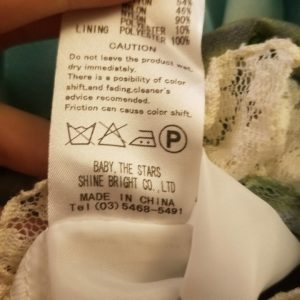 54%
NYLON 46%
NYLON 90%
POLYESTER 10%
LINING POLYESTER 100%
CAUTION
Do not leave the product wet,
dry immediately.
There is a posibility of color
shift,and fading,cleaner's
advice recomended.
Friction can cause color shift.
P
BABY, THE STARS
SHINE BRIGHT CO.,LTD
MADE IN CHINA
Tel (03)5468-5491